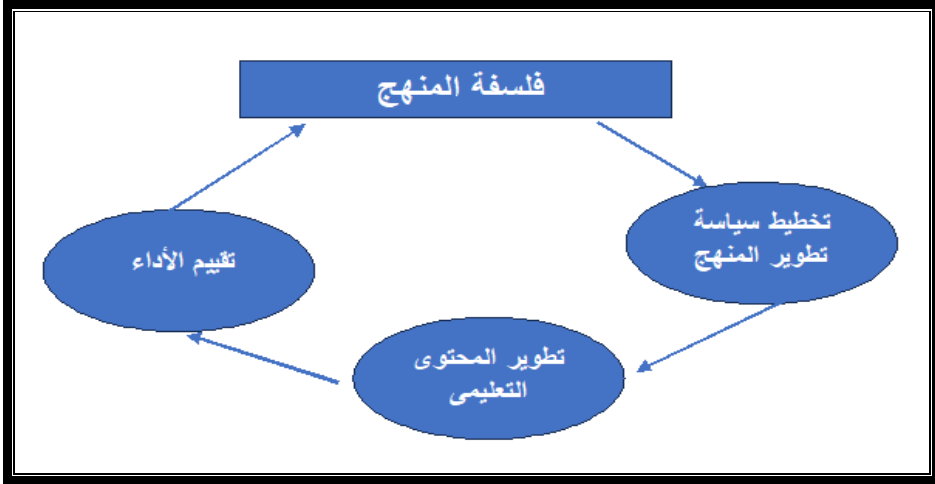 فلسفة المنهج
تخطيط سياسة
تطوير المنهج
تطوير المحتوى
التعليمى
تقييم الأداء